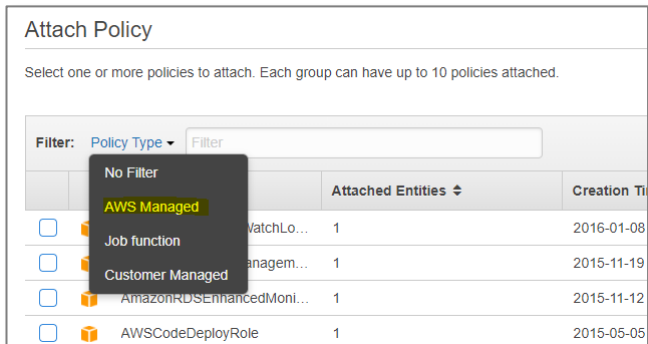 Attach Policy
Select one or more policies to attach. Each group can have up to 10 policies attached.
Filter: Policy Type Filter
No Filter
Attached Entities Creation Ti
AWS Managed
WatchLo... 1 2016-01-08
Job function
anagem... 1 2015-11-19
Customer Managed
AmazonRDSEnhancedMoni... 1 2015-11-12
AWSCodeDeployRole 1 2015-05-05